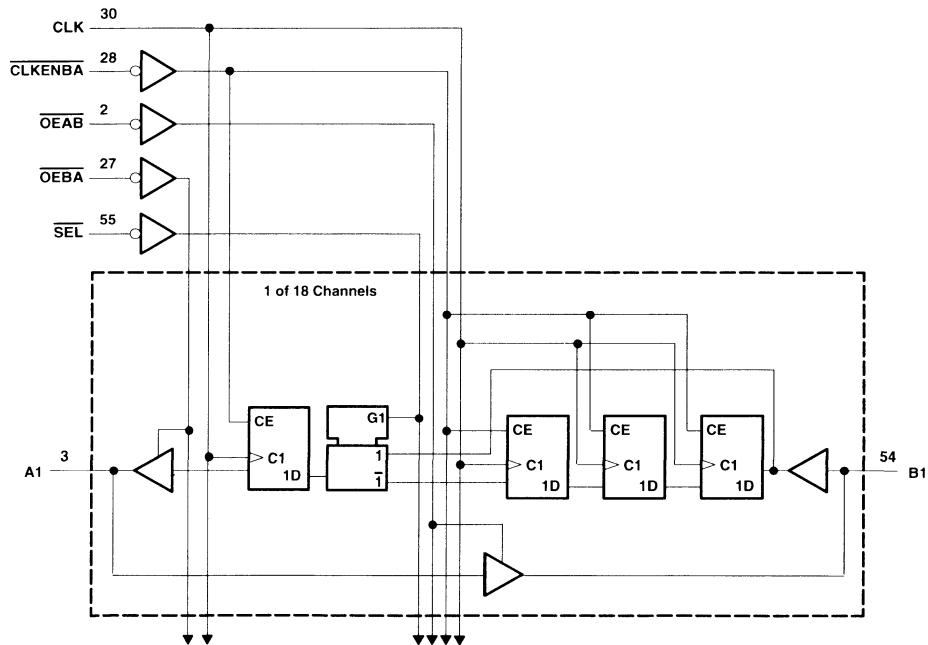 30
CLK
28
CLKENBA
2
OEAB
27
OEBA
55
SEL
1 of 18 Channels
CE
C1
1D
G1
1
1
CE
C1
1D
CE
C1
1D
CE
C1
1D
3
A1
54
B1